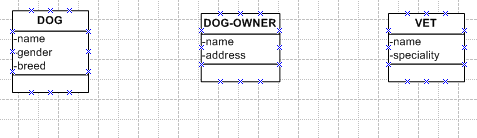 DOG
-name
-gender
-breed
DOG-OWNER
-name
-address
VET
-name
-speciality